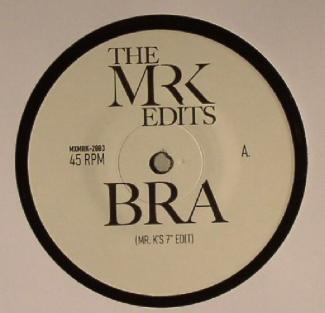 THE
MRK
EDITS
MXMRK-2003
45 RPM
A.
BRA
(MR. K'S 7" EDIT)